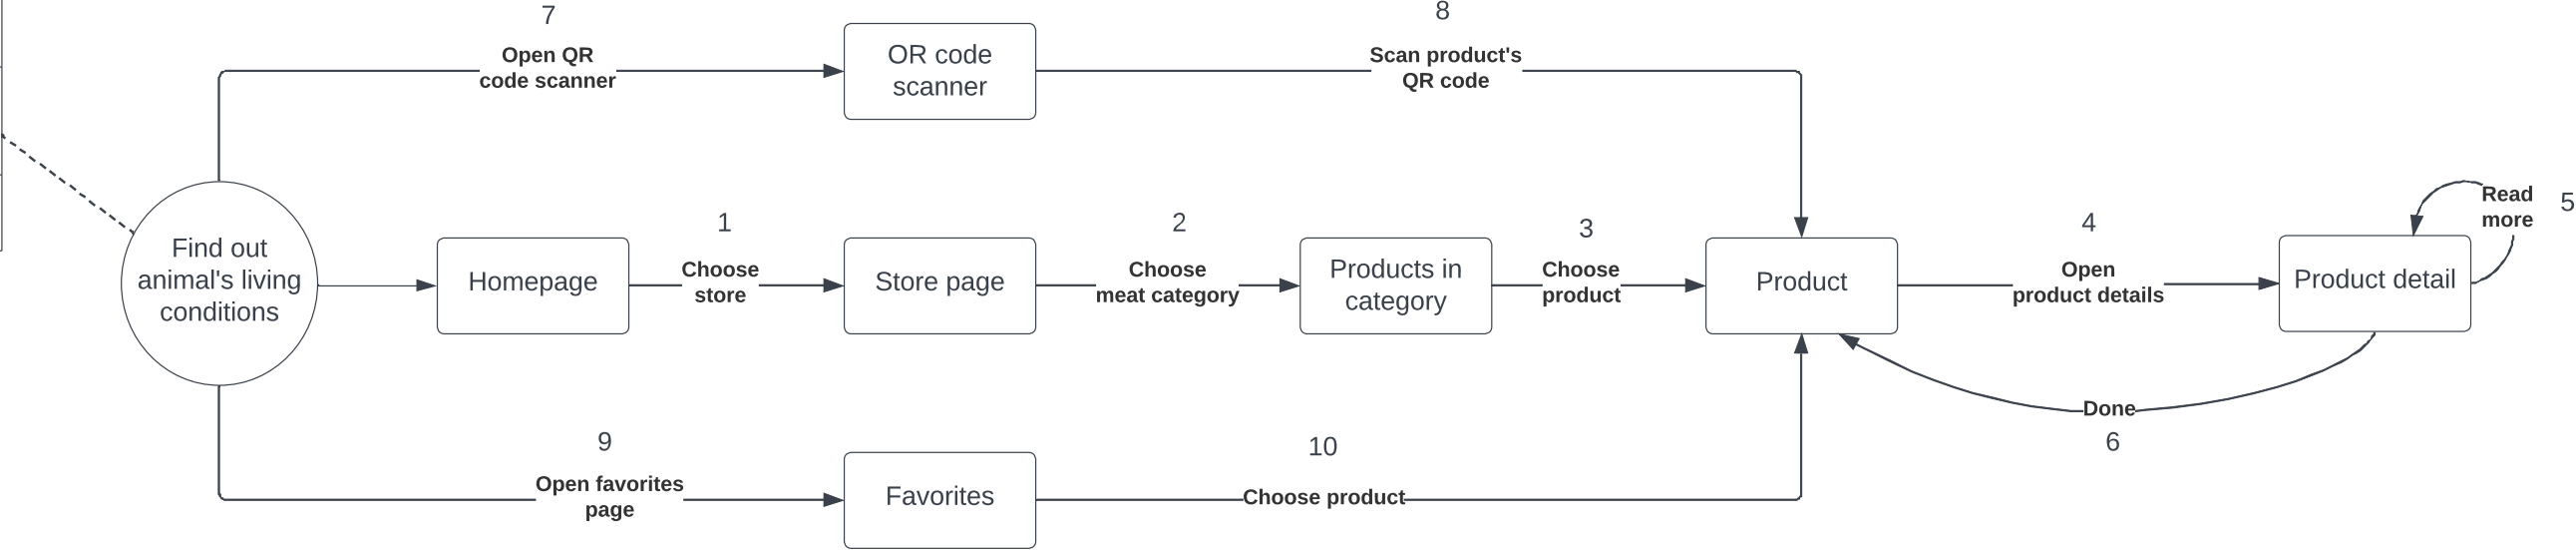 7
8
Open QR
code scanner
OR code
scanner
Scan product's
QR code
1
2
3
4
Read
more
5
Find out
animal's living
conditions
Homepage
Choose
store
Store page
Choose
meat category
Products in
category
Choose
product
Product
Open
product details
Product detail
Done
6
9
10
Open favorites
page
Favorites
Choose product